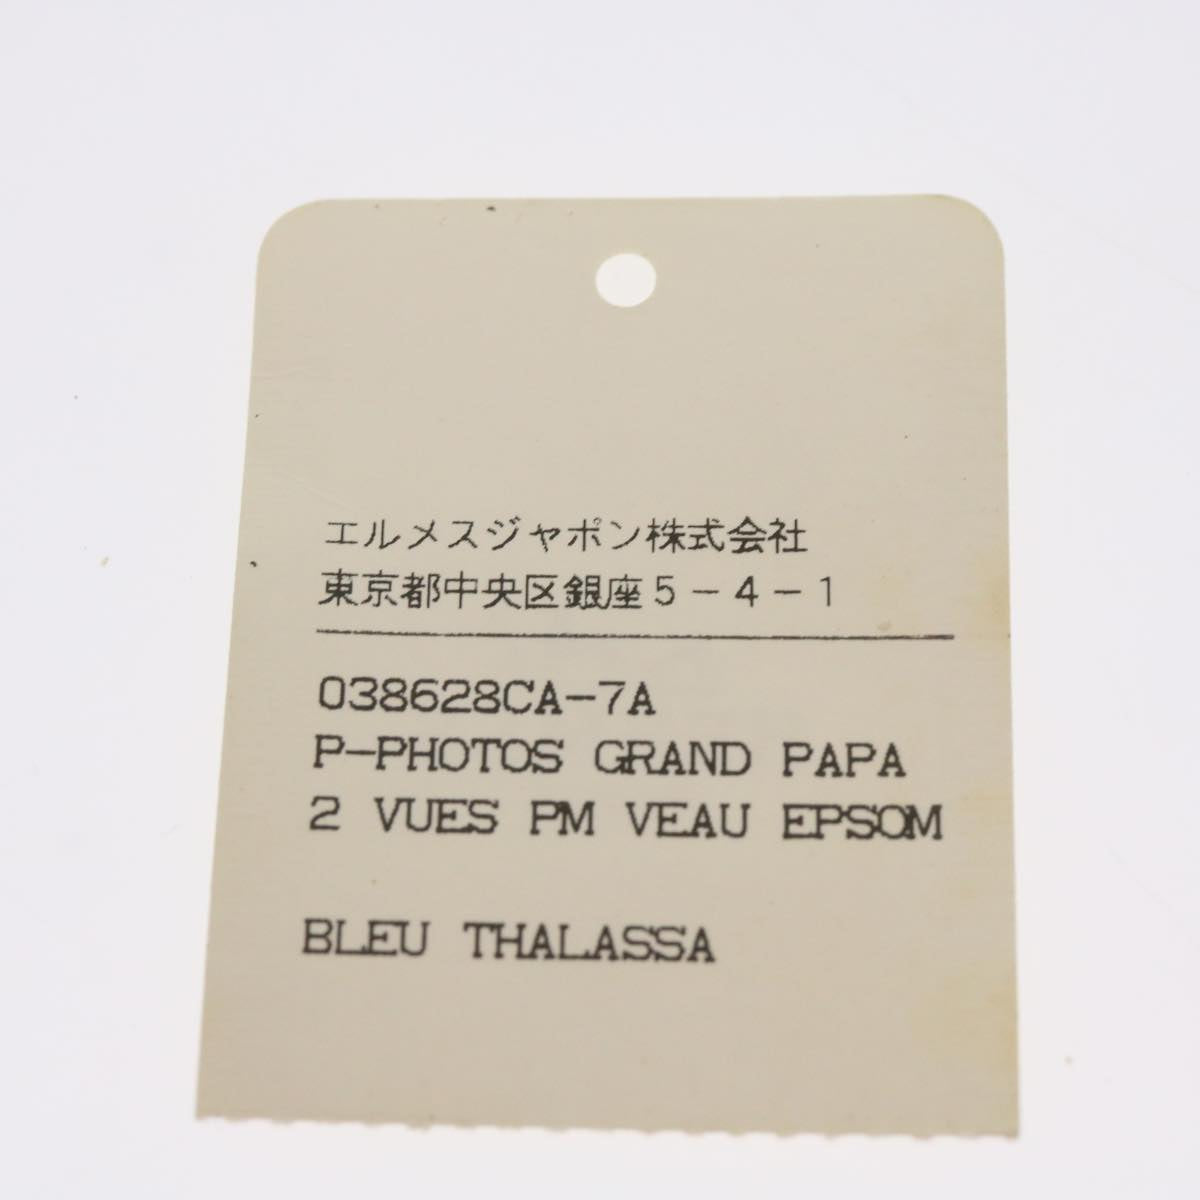 エルメスジャポン株式会社
東京都中央区銀座5-4-1
038628CA-7A
P-PHOTOS GRAND PAPA
2 VUES PM VEAU EPSOM
BLEU THALASSA